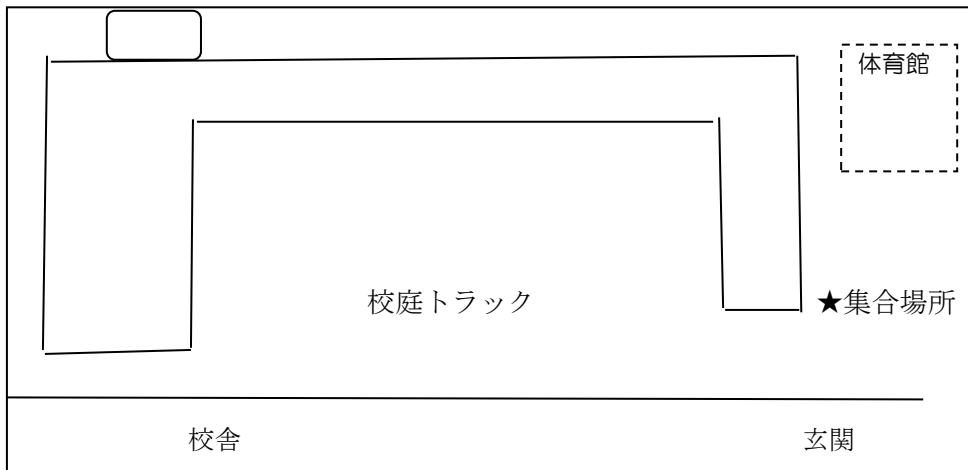 体育館
校庭トラック
★集合場所
校舎
玄関